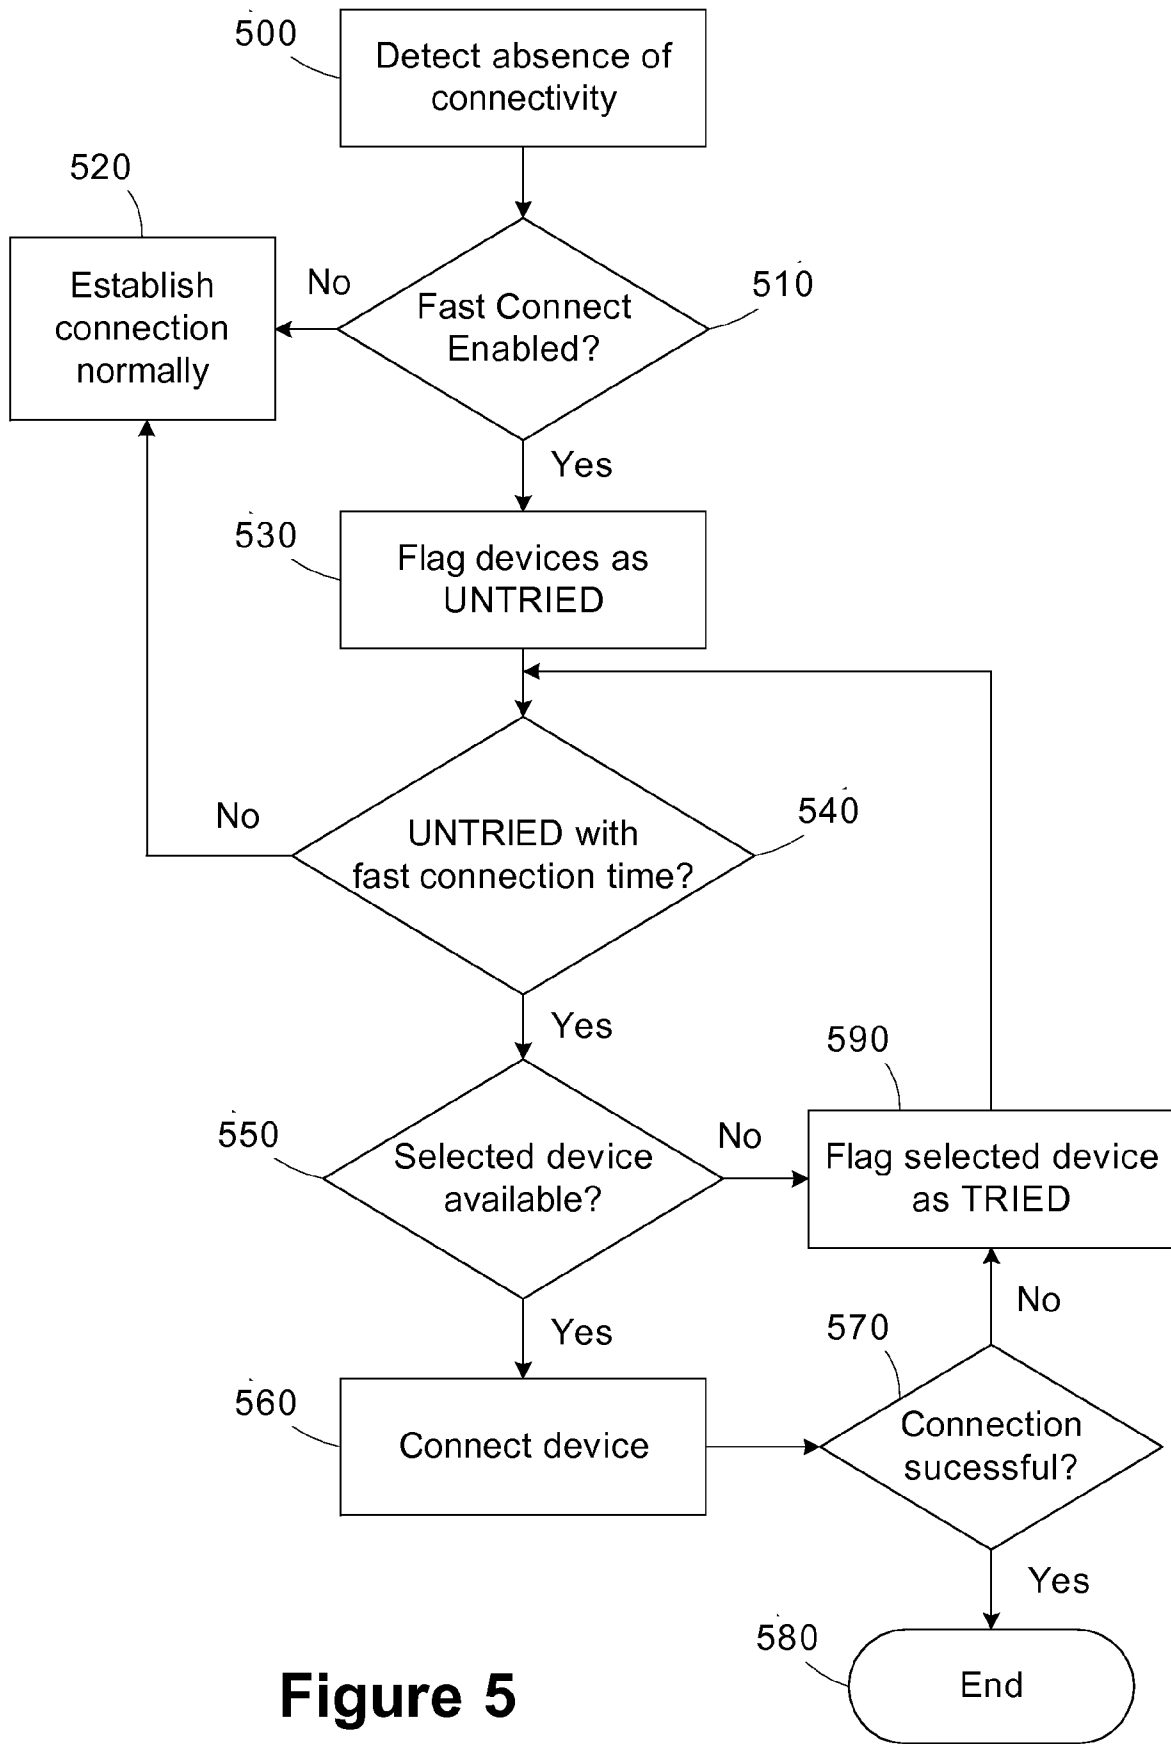 500
Detect absence of
connectivity
520
Establish
connection
normally
No
Fast Connect
Enabled?
510
Yes
530
Flag devices as
UNTRIED
No
UNTRIED with
fast connection time?
540
Yes
590
550
Selected device
available?
No
Flag selected device
as TRIED
Yes
No
570
560
Connect device
Connection
sucessful?
Yes
580
End
Figure 5